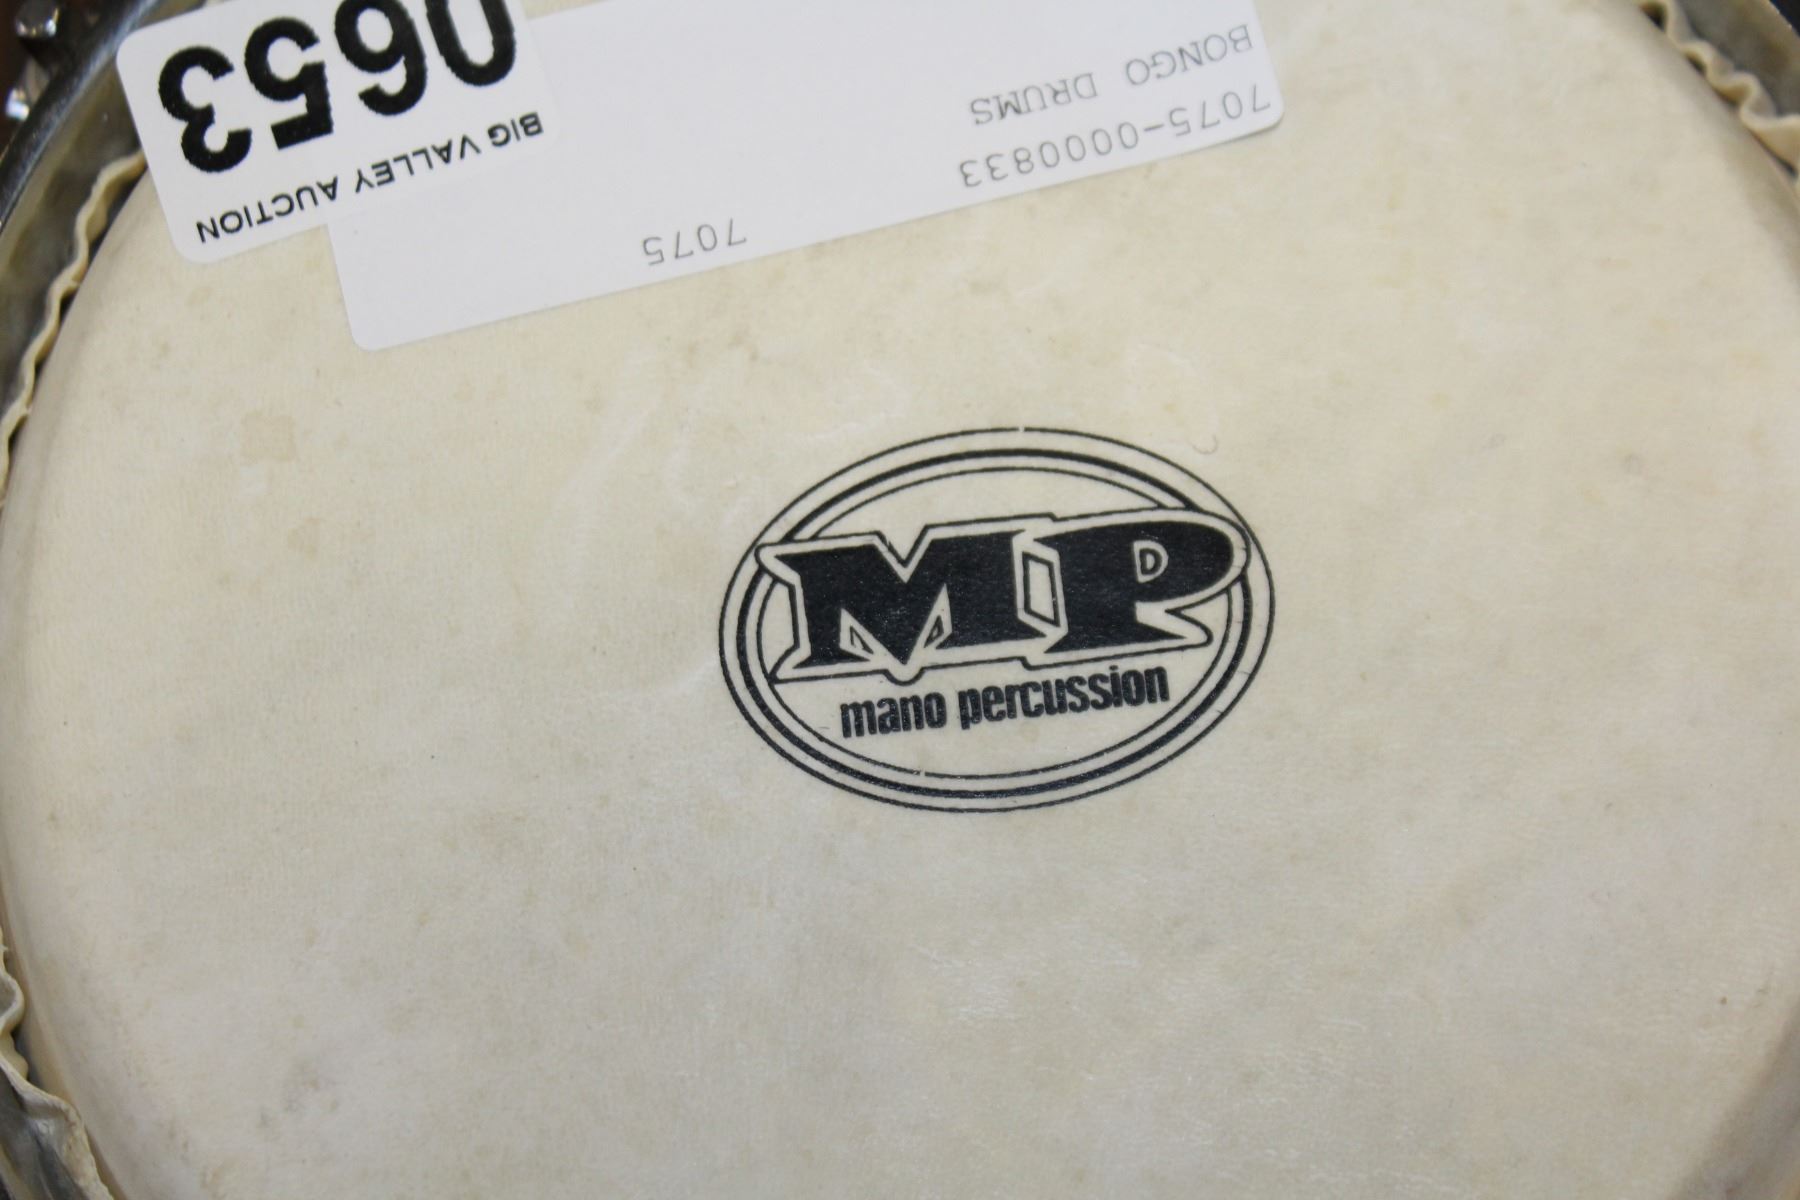 0653
BIG VALLEY AUCTION
7075
7075-0000833
BONGO DRUMS
MP
mano percussion